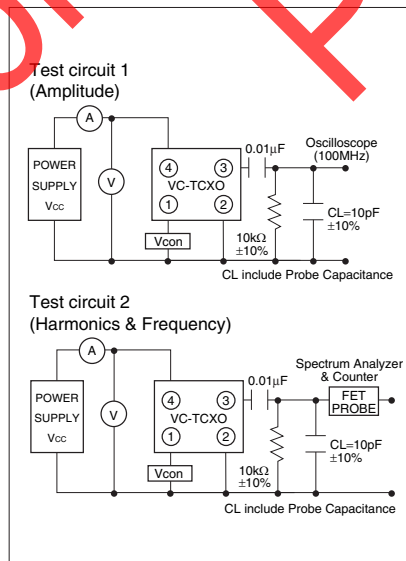 Test circuit 1
(Amplitude)
A
POWER
SUPPLY
Vcc
V
4
3
VC-TCXO
1
2
Vcon
0.01μF
Oscilloscope
(100MHz)
10kΩ
±10%
CL=10pF
±10%
CL include Probe Capacitance
Test circuit 2
(Harmonics & Frequency)
A
POWER
SUPPLY
Vcc
V
4
3
VC-TCXO
1
2
Vcon
0.01μF
Spectrum Analyzer
& Counter
FET
PROBE
10kΩ
±10%
CL=10pF
±10%
CL include Probe Capacitance